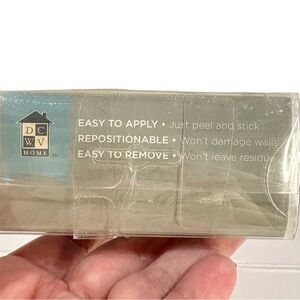 DC
WV
HOME
TM
EASY TO APPLY • Just peel and stick
REPOSITIONABLE • Won't damage walls
EASY TO REMOVE • Won't leave residue